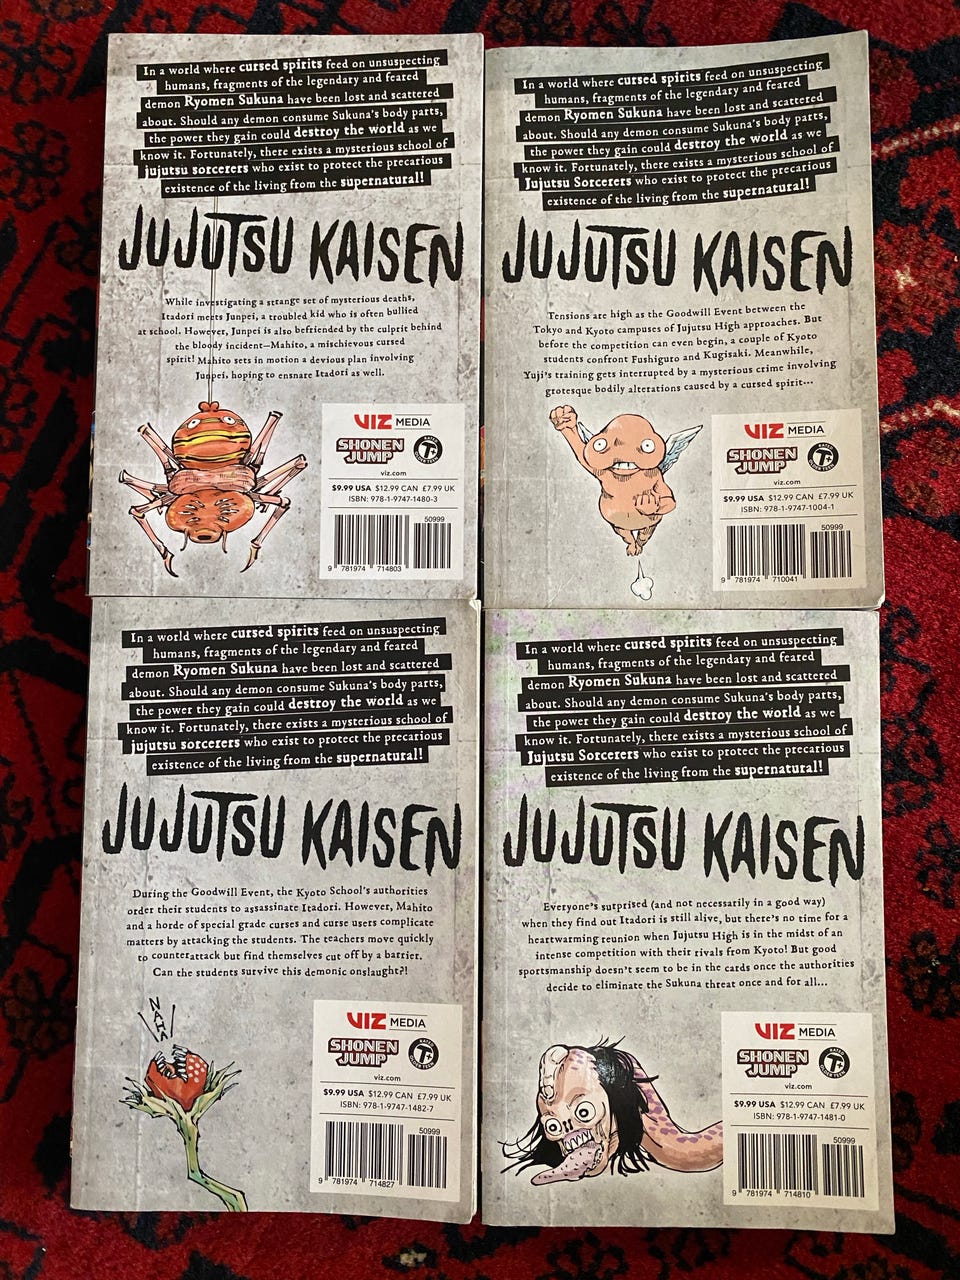 In a world where cursed spirits feed on unsuspecting
humans, fragments of the legendary and feared
demon Ryomen Sukuna have been lost and scattered
about. Should any demon consume Sukuna's body parts,
the power they gain could destroy the world as we
know it. Fortunately, there exists a mysterious school of
jujutsu sorcerers who exist to protect the precarious
existence of the living from the supernatural!
JUJUTSU KAISEN
While investigating a strange set of mysterious deaths,
Itadori meets Junpei, a troubled kid who is often bullied
at school. However, Junpei is also befriended by the culprit behind
the bloody incident—Mahito, a mischievous cursed
spirit! Mahito sets in motion a devious plan involving
Junpei, hoping to ensnare Itadori as well.
VIZ MEDIA
SHONEN
JUMP
RATED
T+
OLDER TEEN
viz.com
$9.99 USA $12.99 CAN £7.99 UK
ISBN: 978-1-9747-1480-3
50999
9 781974 714803
In a world where cursed spirits feed on unsuspecting
humans, fragments of the legendary and feared
demon Ryomen Sukuna have been lost and scattered
about. Should any demon consume Sukuna's body parts,
the power they gain could destroy the world as we
know it. Fortunately, there exists a mysterious school of
Jujutsu Sorcerers who exist to protect the precarious
existence of the living from the supernatural!
JUJUTSU KAISEN
Tensions are high as the Goodwill Event between the
Tokyo and Kyoto campuses of Jujutsu High approaches. But
before the competition can even begin, a couple of Kyoto
students confront Fushiguro and Kugisaki. Meanwhile,
Yuji's training gets interrupted by a mysterious crime involving
grotesque bodily alterations caused by a cursed spirit...
VIZ MEDIA
SHONEN
JUMP
RATED
T+
OLDER TEEN
viz.com
$9.99 USA $12.99 CAN £7.99 UK
ISBN: 978-1-9747-1004-1
50999
9 781974 710041
In a world where cursed spirits feed on unsuspecting
humans, fragments of the legendary and feared
demon Ryomen Sukuna have been lost and scattered
about. Should any demon consume Sukuna's body parts,
the power they gain could destroy the world as we
know it. Fortunately, there exists a mysterious school of
jujutsu sorcerers who exist to protect the precarious
existence of the living from the supernatural!
JUJUTSU KAISEN
During the Goodwill Event, the Kyoto School's authorities
order their students to assassinate Itadori. However, Mahito
and a horde of special grade curses and curse users complicate
matters by attacking the students. The teachers move quickly
to counterattack but find themselves cut off by a barrier.
Can the students survive this demonic onslaught?!
NAHA
VIZ MEDIA
SHONEN
JUMP
RATED
T+
OLDER TEEN
viz.com
$9.99 USA $12.99 CAN £7.99 UK
ISBN: 978-1-9747-1482-7
50999
9 781974 714827
In a world where cursed spirits feed on unsuspecting
humans, fragments of the legendary and feared
demon Ryomen Sukuna have been lost and scattered
about. Should any demon consume Sukuna's body parts,
the power they gain could destroy the world as we
know it. Fortunately, there exists a mysterious school of
Jujutsu Sorcerers who exist to protect the precarious
existence of the living from the supernatural!
JUJUTSU KAISEN
Everyone's surprised (and not necessarily in a good way)
when they find out Itadori is still alive, but there's no time for a
heartwarming reunion when Jujutsu High is in the midst of an
intense competition with their rivals from Kyoto! But good
sportsmanship doesn't seem to be in the cards once the authorities
decide to eliminate the Sukuna threat once and for all...
VIZ MEDIA
SHONEN
JUMP
RATED
T+
OLDER TEEN
viz.com
$9.99 USA $12.99 CAN £7.99 UK
ISBN: 978-1-9747-1481-0
50999
9 781974 714810